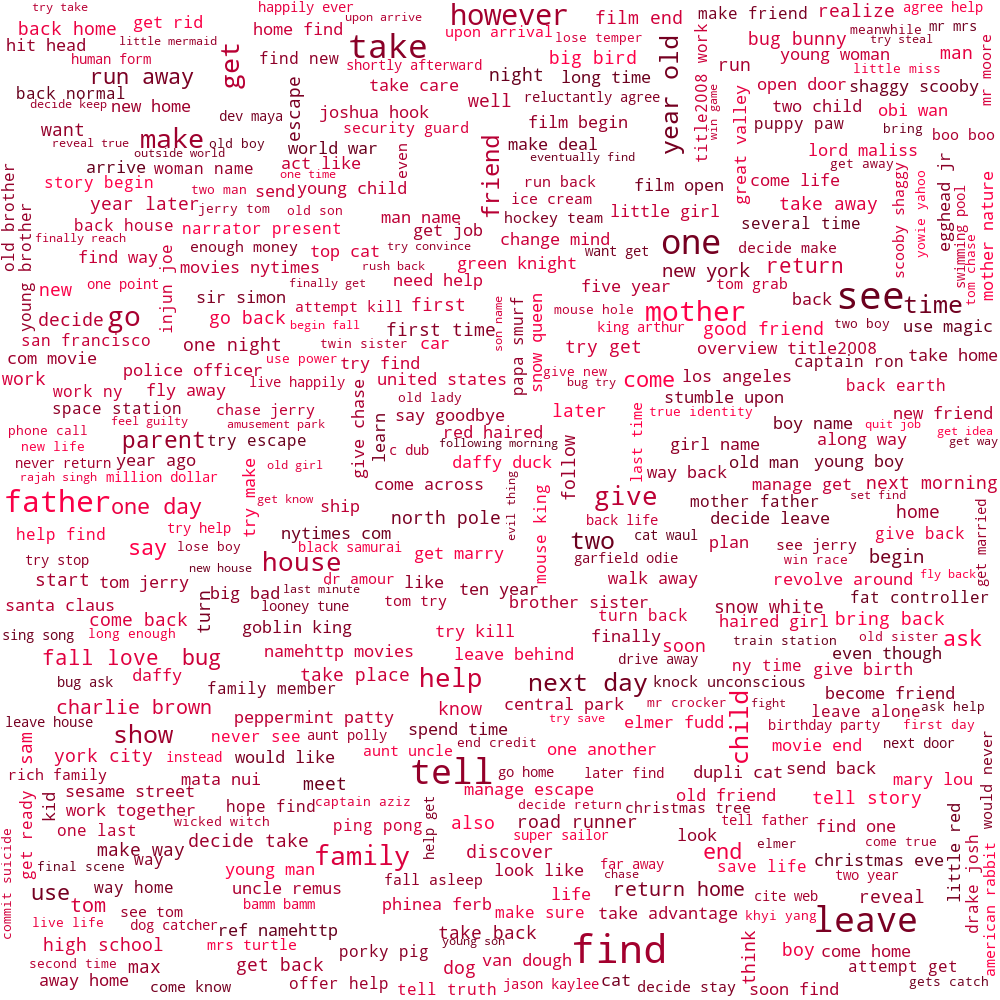 try take
happily ever
upon arrive
however
film end
make friend
realize
agree help
back home
get rid
home find
take
upon arrival
lose temper
bug bunny
meanwhile
mr mrs
hit head
little mermaid
get
find new
big bird
year old
title2008 work
try steal
young woman
man
human form
shortly afterward
night
long time
run
little miss
mr moore
run away
escape
take care
well
reluctantly agree
win game
open door
shaggy scooby
back normal
decide keep
new home
dev maya
joshua hook
film begin
great valley
two child
obi wan
want
make
security guard
friend
make deal
puppy paw
bring
boo boo
reveal true
old boy
world war
even
eventually find
lord maliss
outside world
arrive
woman name
act like
one time
run back
film open
come life
get away
egghead jr
old brother
story begin
two man
send
young child
ice cream
little girl
take away
scooby shaggy
yowie yahoo
swimming pool
mother nature
young brother
year later
jerry tom
old son
man name
hockey team
several time
back house
narrator present
get job
change mind
one
finally reach
enough money
top cat
try convince
want get
decide make
find way
injun joe
movies nytimes
rush back
green knight
new york
return
tom chase
new
one point
finally get
need help
five year
tom grab
see
sir simon
attempt kill
first
son name
papa smurf
snow queen
mouse hole
mother
back
time
decide
go
go back
begin fall
first time
king arthur
good friend
two boy
use magic
san francisco
one night
twin sister
car
try get
overview title2008
com movie
use power
try find
captain ron
take home
work
police officer
live happily
united states
give new
bug try
come
los angeles
back earth
work ny
fly away
old lady
stumble upon
space station
chase jerry
give chase
learn
say goodbye
later
last time
true identity
new friend
phone call
feel guilty
amusement park
red haired
boy name
quit job
get idea
new life
parent
try escape
c dub
following morning
follow
girl name
along way
get way
never return
year ago
old girl
daffy duck
old man
young boy
rajah singh
million dollar
try make
come across
evil thing
way back
manage get
next morning
go
father
one day
get know
ship
mouse king
give
mother father
set find
get married
help find
try help
nytimes com
north pole
back life
decide leave
home
say
lose boy
black samurai
get marry
two
cat waul
plan
see jerry
give back
try stop
new house
house
garfield odie
win race
begin
start
tom jerry
turn
big bad
last minute
dr amour
like
ten year
walk away
revolve around
fly back
santa claus
looney tune
tom try
brother sister
snow white
fat controller
come back
goblin king
turn back
haired girl
bring back
sing song
long enough
try kill
finally
soon
train station
old sister
ask
fall love
bug
namehttp movies
leave behind
drive away
ny time
even though
give birth
bug ask
daffy
family member
take place
help
next day
knock unconscious
become friend
charlie brown
peppermint patty
know
central park
mr crocker
fight
leave alone
ask help
leave house
show
never see
aunt polly
spend time
try save
elmer fudd
child
birthday party
first day
get ready
sam
york city
instead
would like
aunt uncle
end credit
one another
movie end
next door
would never
rich family
mata nui
meet
tell
go home
later find
dupli cat
send back
mary lou
sesame street
kid
work together
hope find
captain aziz
manage escape
decide return
old friend
christmas tree
tell story
one last
wicked witch
ping pong
help get
also
road runner
tell father
find one
commit suicide
make way
way
decide take
super sailor
look
elmer
come true
little red
drake josh
american rabbit
final scene
young man
family
discover
far away
end
christmas eve
use
way home
uncle remus
fall asleep
look like
chase
save life
two year
tom
bamm bamm
phinea ferb
life
return home
cite web
reveal
live life
see tom
dog catcher
ref namehttp
make sure
take advantage
khyi yang
leave
high school
mrs turtle
take back
young son
find
think
boy
come home
second time
max
get back
porky pig
dog
van dough
attempt get
away home
come know
offer help
tell truth
jason kaylee
cat
decide stay
soon find
gets catch